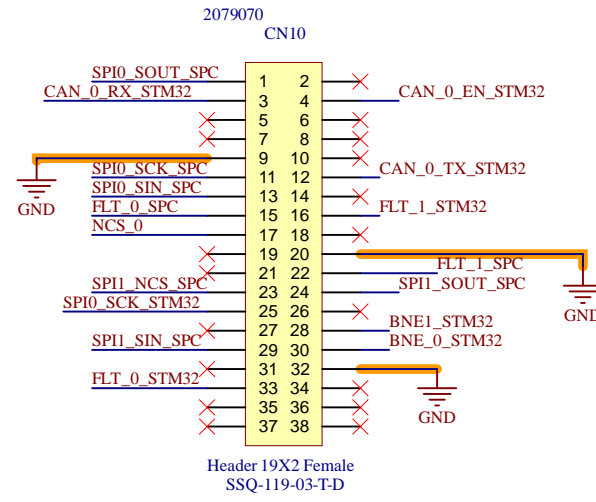 2079070
CN10
SPI0_SOUT_SPC 1 2
CAN_0_RX_STM32 3 4 CAN_0_EN_STM32
5 6
7 8
GND 9 10
SPI0_SCK_SPC 11 12 CAN_0_TX_STM32
SPI0_SIN_SPC 13 14
FLT_0_SPC 15 16 FLT_1_STM32
NCS_0 17 18
19 20 GND
21 22 FLT_1_SPC
SPI1_NCS_SPC 23 24 SPI1_SOUT_SPC
SPI0_SCK_STM32 25 26
27 28 BNE1_STM32
SPI1_SIN_SPC 29 30 BNE_0_STM32
31 32 GND
FLT_0_STM32 33 34
35 36
37 38
Header 19X2 Female
SSQ-119-03-T-D